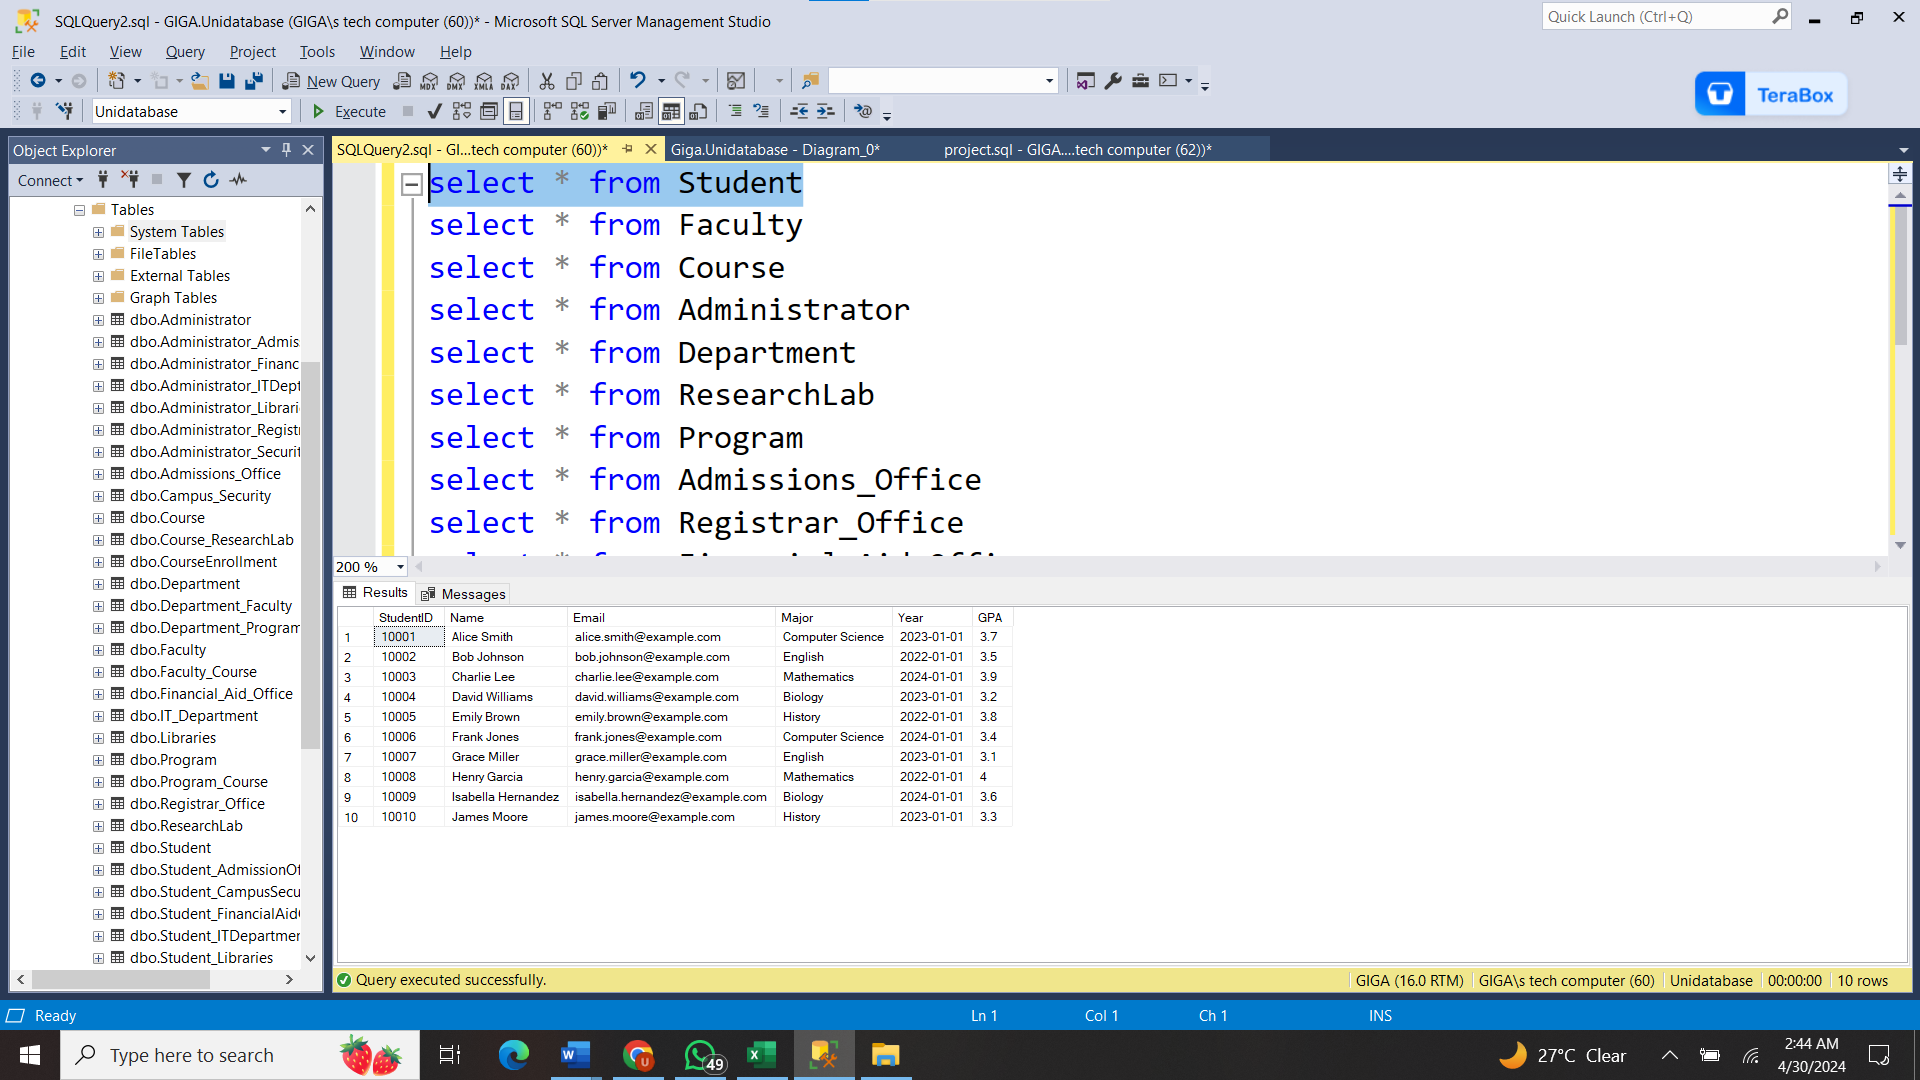 SQLQuery2.sql - GIGA.Unidatabase (GIGA\s tech computer (60))* - Microsoft SQL Server Management Studio
Quick Launch (Ctrl+Q)
File Edit View Query Project Tools Window Help
New Query
MDX DMX XMLA DAX
TeraBox
Unidatabase
Execute
Object Explorer
SQLQuery2.sql - GI...tech computer (60))*
Giga.Unidatabase - Diagram_0*
project.sql - GIGA....tech computer (62))*
Connect
Tables
System Tables
FileTables
External Tables
Graph Tables
dbo.Administrator
dbo.Administrator_Admis
dbo.Administrator_Financ
dbo.Administrator_ITDept
dbo.Administrator_Librari
dbo.Administrator_Registr
dbo.Administrator_Securit
dbo.Admissions_Office
dbo.Campus_Security
dbo.Course
dbo.Course_ResearchLab
dbo.CourseEnrollment
dbo.Department
dbo.Department_Faculty
dbo.Department_Program
dbo.Faculty
dbo.Faculty_Course
dbo.Financial_Aid_Office
dbo.IT_Department
dbo.Libraries
dbo.Program
dbo.Program_Course
dbo.Registrar_Office
dbo.ResearchLab
dbo.Student
dbo.Student_AdmissionOf
dbo.Student_CampusSecu
dbo.Student_FinancialAid
dbo.Student_ITDepartmer
dbo.Student_Libraries
select * from Student
select * from Faculty
select * from Course
select * from Administrator
select * from Department
select * from ResearchLab
select * from Program
select * from Admissions_Office
select * from Registrar_Office
200 %
Results Messages
StudentID Name Email Major Year GPA
1 10001 Alice Smith alice.smith@example.com Computer Science 2023-01-01 3.7
2 10002 Bob Johnson bob.johnson@example.com English 2022-01-01 3.5
3 10003 Charlie Lee charlie.lee@example.com Mathematics 2024-01-01 3.9
4 10004 David Williams david.williams@example.com Biology 2023-01-01 3.2
5 10005 Emily Brown emily.brown@example.com History 2022-01-01 3.8
6 10006 Frank Jones frank.jones@example.com Computer Science 2024-01-01 3.4
7 10007 Grace Miller grace.miller@example.com English 2023-01-01 3.1
8 10008 Henry Garcia henry.garcia@example.com Mathematics 2022-01-01 4
9 10009 Isabella Hernandez isabella.hernandez@example.com Biology 2024-01-01 3.6
10 10010 James Moore james.moore@example.com History 2023-01-01 3.3
Query executed successfully.
GIGA (16.0 RTM) GIGA\s tech computer (60) Unidatabase 00:00:00 10 rows
Ready Ln 1 Col 1 Ch 1 INS
Type here to search
49
27°C Clear
2:44 AM
4/30/2024